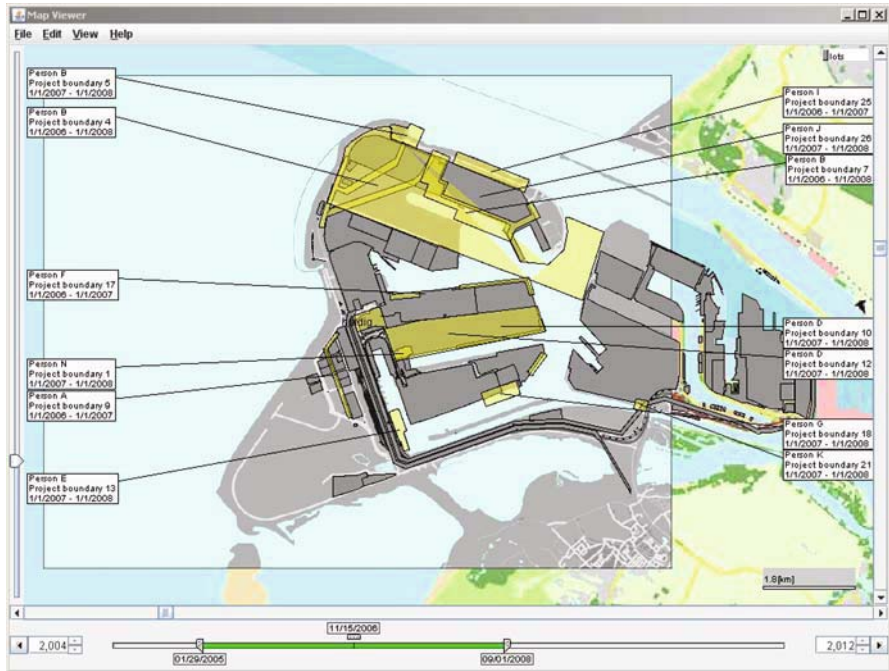 Map Viewer
File Edit View Help
lots
Person B
Project boundary 5
1/1/2007 - 1/1/2008
Person B
Project boundary 4
1/1/2006 - 1/1/2008
Person I
Project boundary 25
1/1/2006 - 1/1/2007
Person J
Project boundary 26
1/1/2007 - 1/1/2008
Person B
Project boundary 7
1/1/2006 - 1/1/2008
Person F
Project boundary 17
1/1/2006 - 1/1/2007
Person N
Project boundary 1
1/1/2007 - 1/1/2008
Person A
Project boundary 9
1/1/2006 - 1/1/2007
Person D
Project boundary 10
1/1/2006 - 1/1/2008
Person D
Project boundary 12
1/1/2007 - 1/1/2008
Person G
Project boundary 18
1/1/2007 - 1/1/2008
Person K
Project boundary 21
1/1/2007 - 1/1/2008
Person E
Project boundary 13
1/1/2007 - 1/1/2008
1.8[km]
11/15/2006
2,004
2,012
01/29/2005
09/01/2008